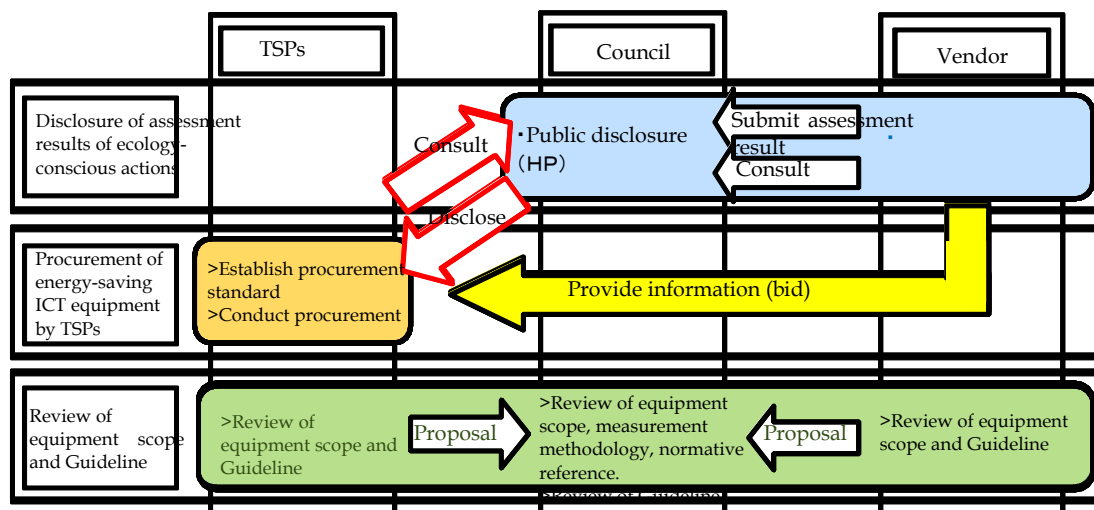 TSPs
Council
Vendor
Disclosure of assessment
results of ecology-
conscious actions
Consult
Disclose
・Public disclosure
（HP）
Submit assessment
result
Consult
Procurement of
energy-saving
ICT equipment
by TSPs
>Establish procurement
standard
>Conduct procurement
Provide information (bid)
Review of
equipment scope
and Guideline
>Review of
equipment scope and
Guideline
Proposal
>Review of equipment
scope, measurement
methodology, normative
reference.
>Review of Guideline
Proposal
>Review of equipment
scope and Guideline